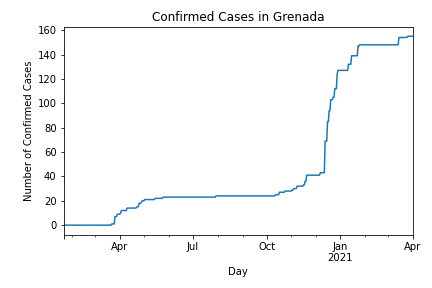 Confirmed Cases in Grenada
160
140
120
100
80
60
40
20
0
Number of Confirmed Cases
Apr Jul Oct Jan Apr
2021
Day